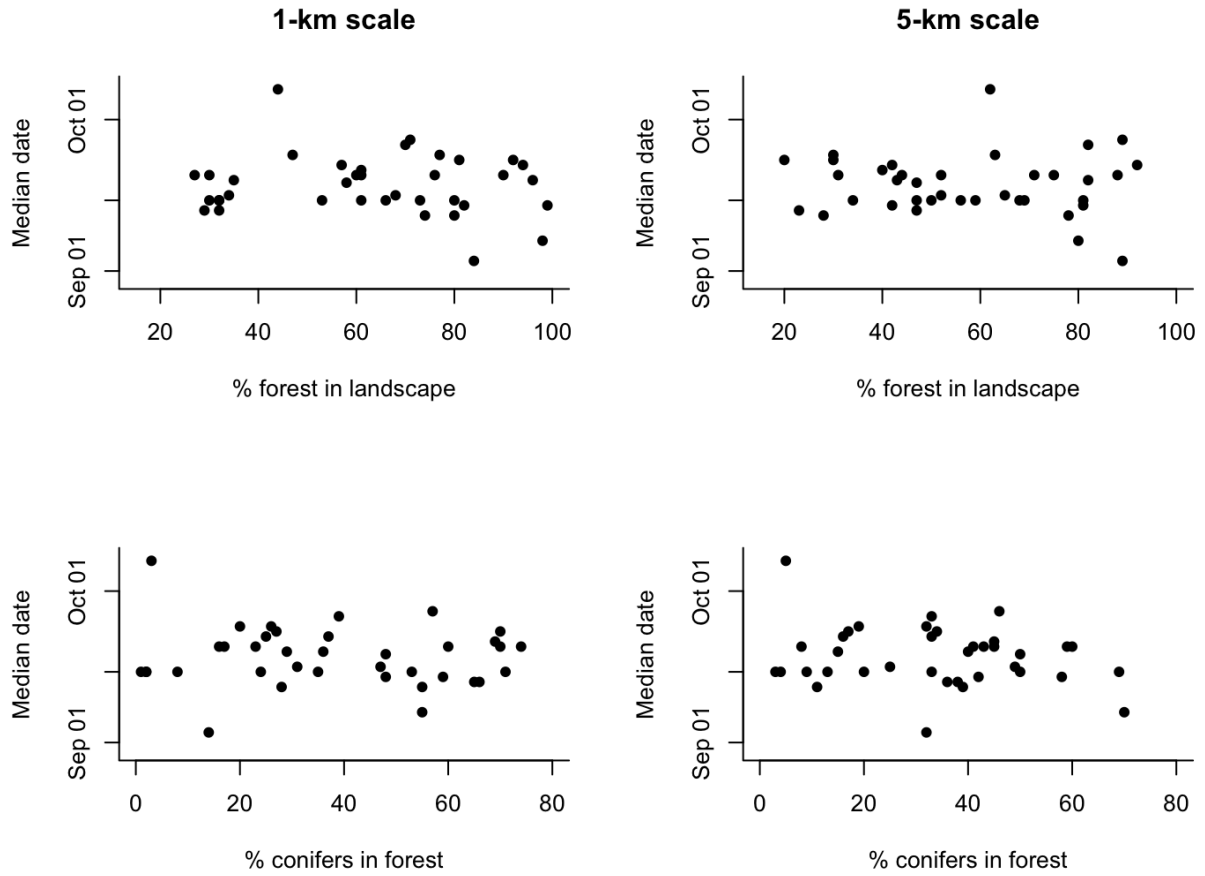 1-km scale
5-km scale
Median date
Oct 01
Sep 01
20 40 60 80 100
% forest in landscape
Median date
Oct 01
Sep 01
20 40 60 80 100
% forest in landscape
Median date
Oct 01
Sep 01
0 20 40 60 80
% conifers in forest
Median date
Oct 01
Sep 01
0 20 40 60 80
% conifers in forest